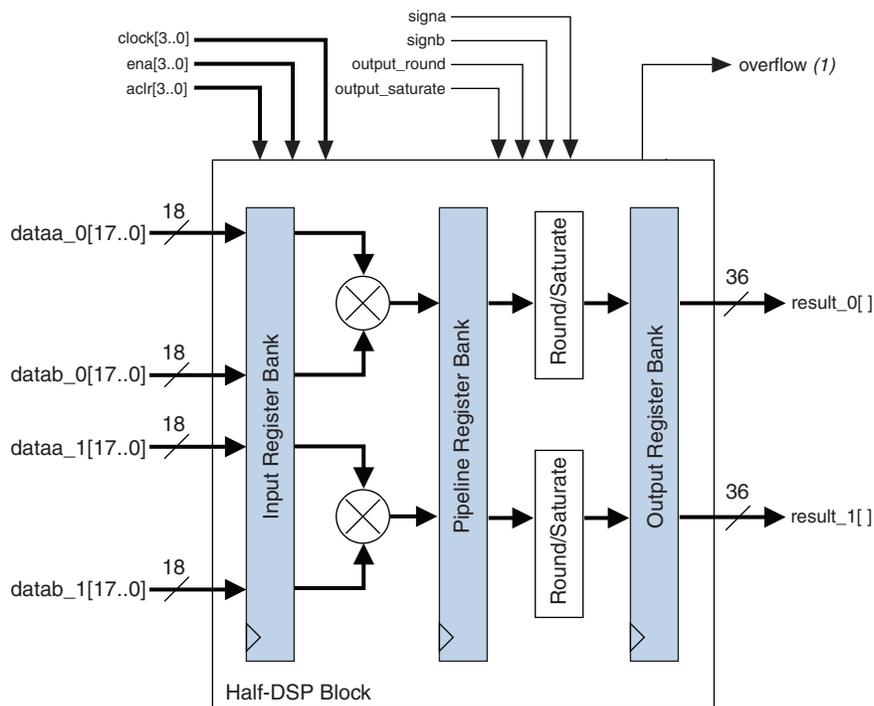 signa
clock[3..0]
signb
ena[3..0]
output_round
overflow (1)
aclr[3..0]
output_saturate
18
dataa_0[17..0]
Round/Saturate
36
result_0[ ]
18
datab_0[17..0]
18
dataa_1[17..0]
Input Register Bank
Pipeline Register Bank
Output Register Bank
Round/Saturate
36
result_1[ ]
18
datab_1[17..0]
Half-DSP Block